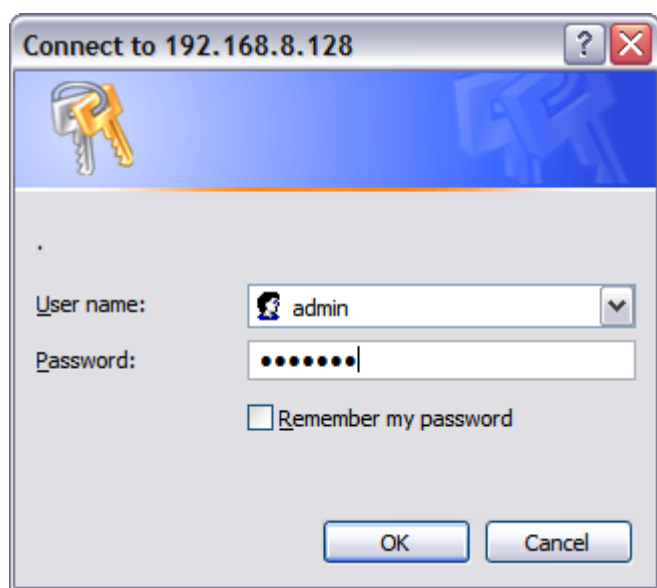 Connect to 192.168.8.128
?
.
User name:
admin
Password:
•••••••
Remember my password
OK
Cancel